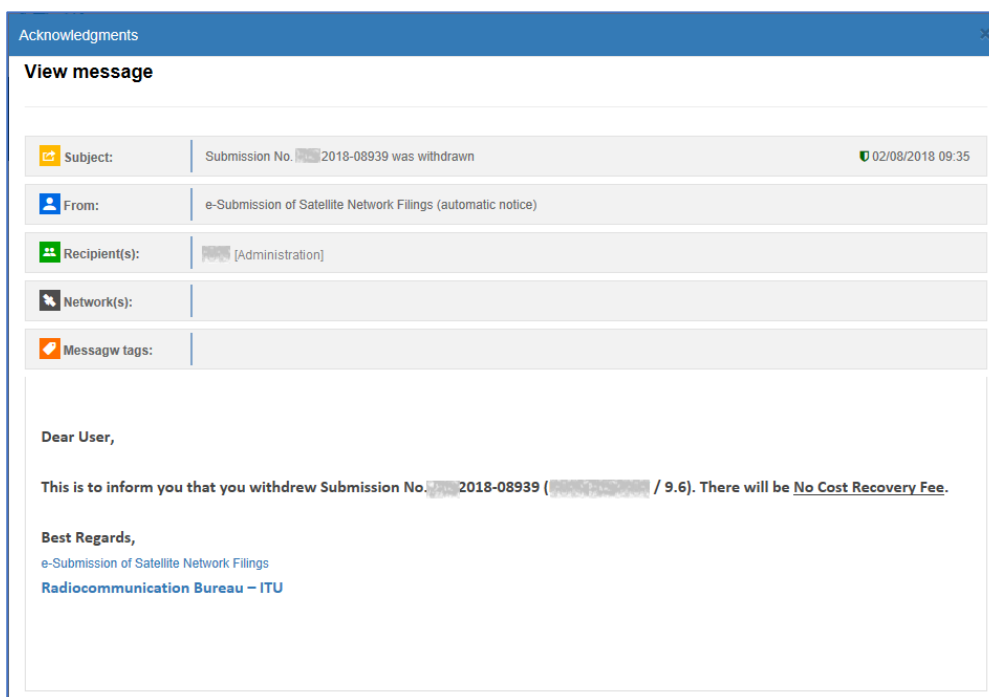 Acknowledgments ×
View message
Subject: Submission No. 2018-08939 was withdrawn 02/08/2018 09:35
From: e-Submission of Satellite Network Filings (automatic notice)
Recipient(s): [Administration]
Network(s):
Messagw tags:
Dear User,
This is to inform you that you withdrew Submission No. 2018-08939 ( / 9.6). There will be No Cost Recovery Fee.
Best Regards,
e-Submission of Satellite Network Filings
Radiocommunication Bureau – ITU